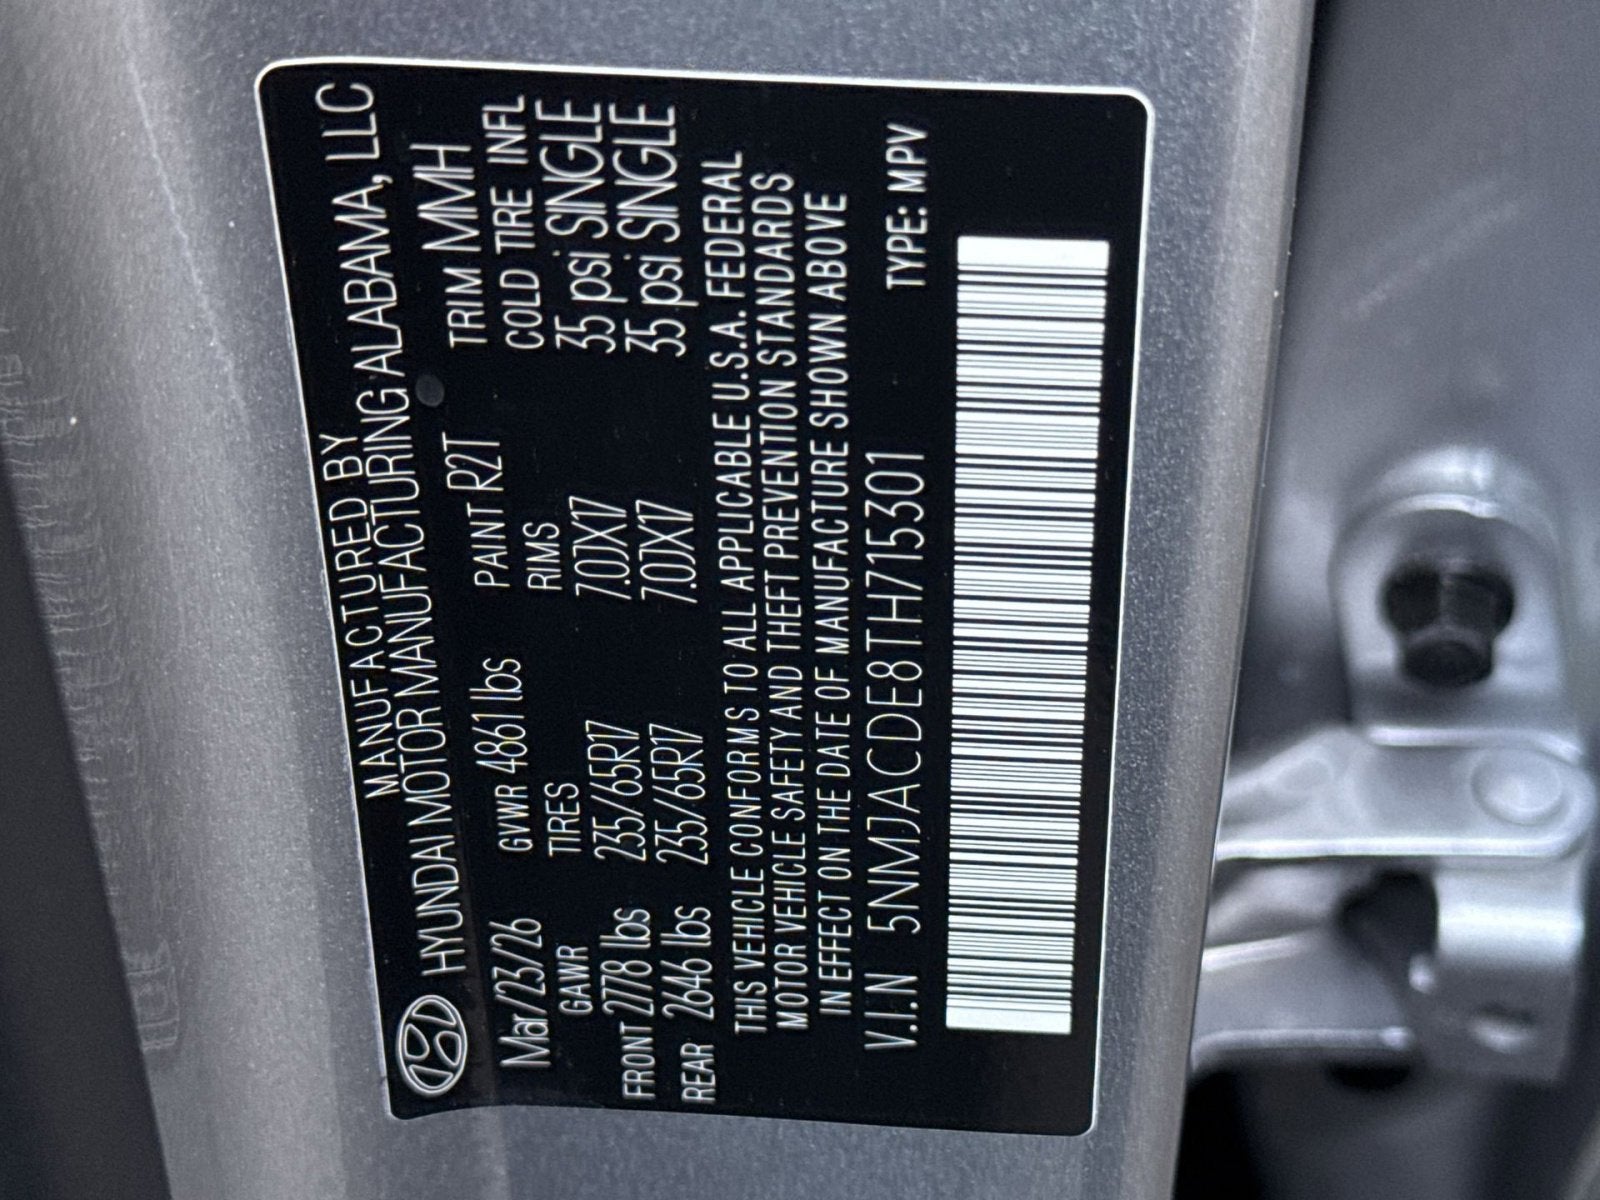 MANUFACTURED BY
HYUNDAI MOTOR MANUFACTURING ALABAMA, LLC
Mar/23/26 GVWR 4861 lbs PAINT R2T TRIM MMH
GAWR TIRES RIMS COLD TIRE INFL
FRONT 2778 lbs 235/65R17 7.0JX17 35 psi SINGLE
REAR 2646 lbs 235/65R17 7.0JX17 35 psi SINGLE
THIS VEHICLE CONFORMS TO ALL APPLICABLE U.S.A. FEDERAL
MOTOR VEHICLE SAFETY AND THEFT PREVENTION STANDARDS
IN EFFECT ON THE DATE OF MANUFACTURE SHOWN ABOVE
V.I.N 5NMJACDE8TH715301 TYPE: MPV